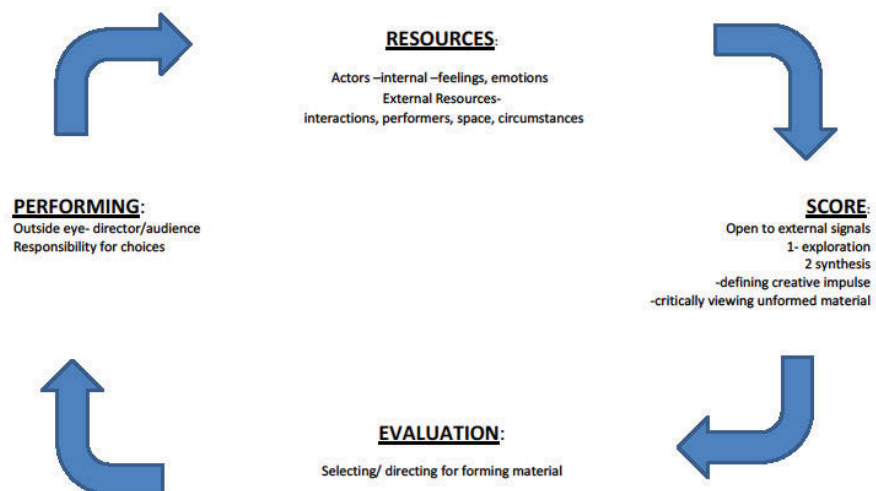 RESOURCES:
Actors –internal –feelings, emotions
External Resources-
interactions, performers, space, circumstances
PERFORMING:
Outside eye- director/audience
Responsibility for choices
SCORE:
Open to external signals
1- exploration
2 synthesis
-defining creative impulse
-critically viewing unformed material
EVALUATION:
Selecting/ directing for forming material